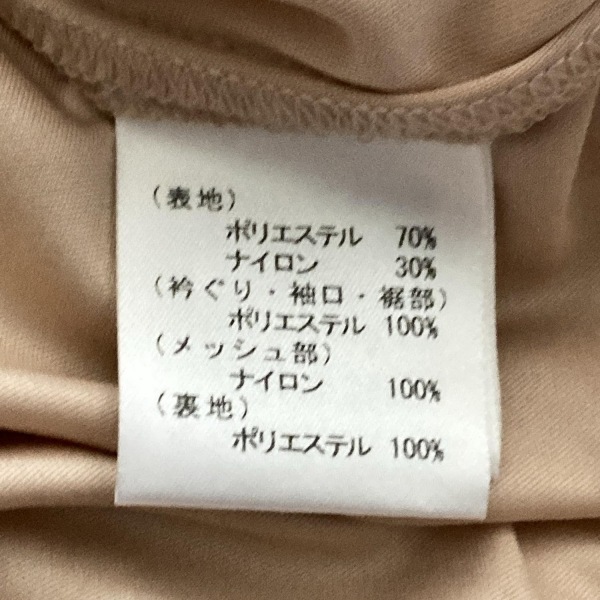 (表地)
ポリエステル 70%
ナイロン 30%
(衿ぐり・袖口・裾部)
ポリエステル 100%
(メッシュ部)
ナイロン 100%
(裏地)
ポリエステル 100%